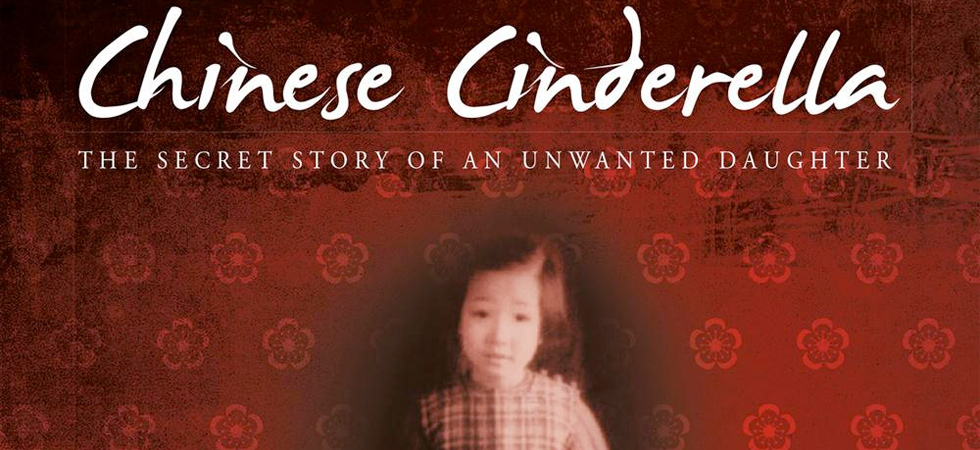 Chinese Cinderella
THE SECRET STORY OF AN UNWANTED DAUGHTER